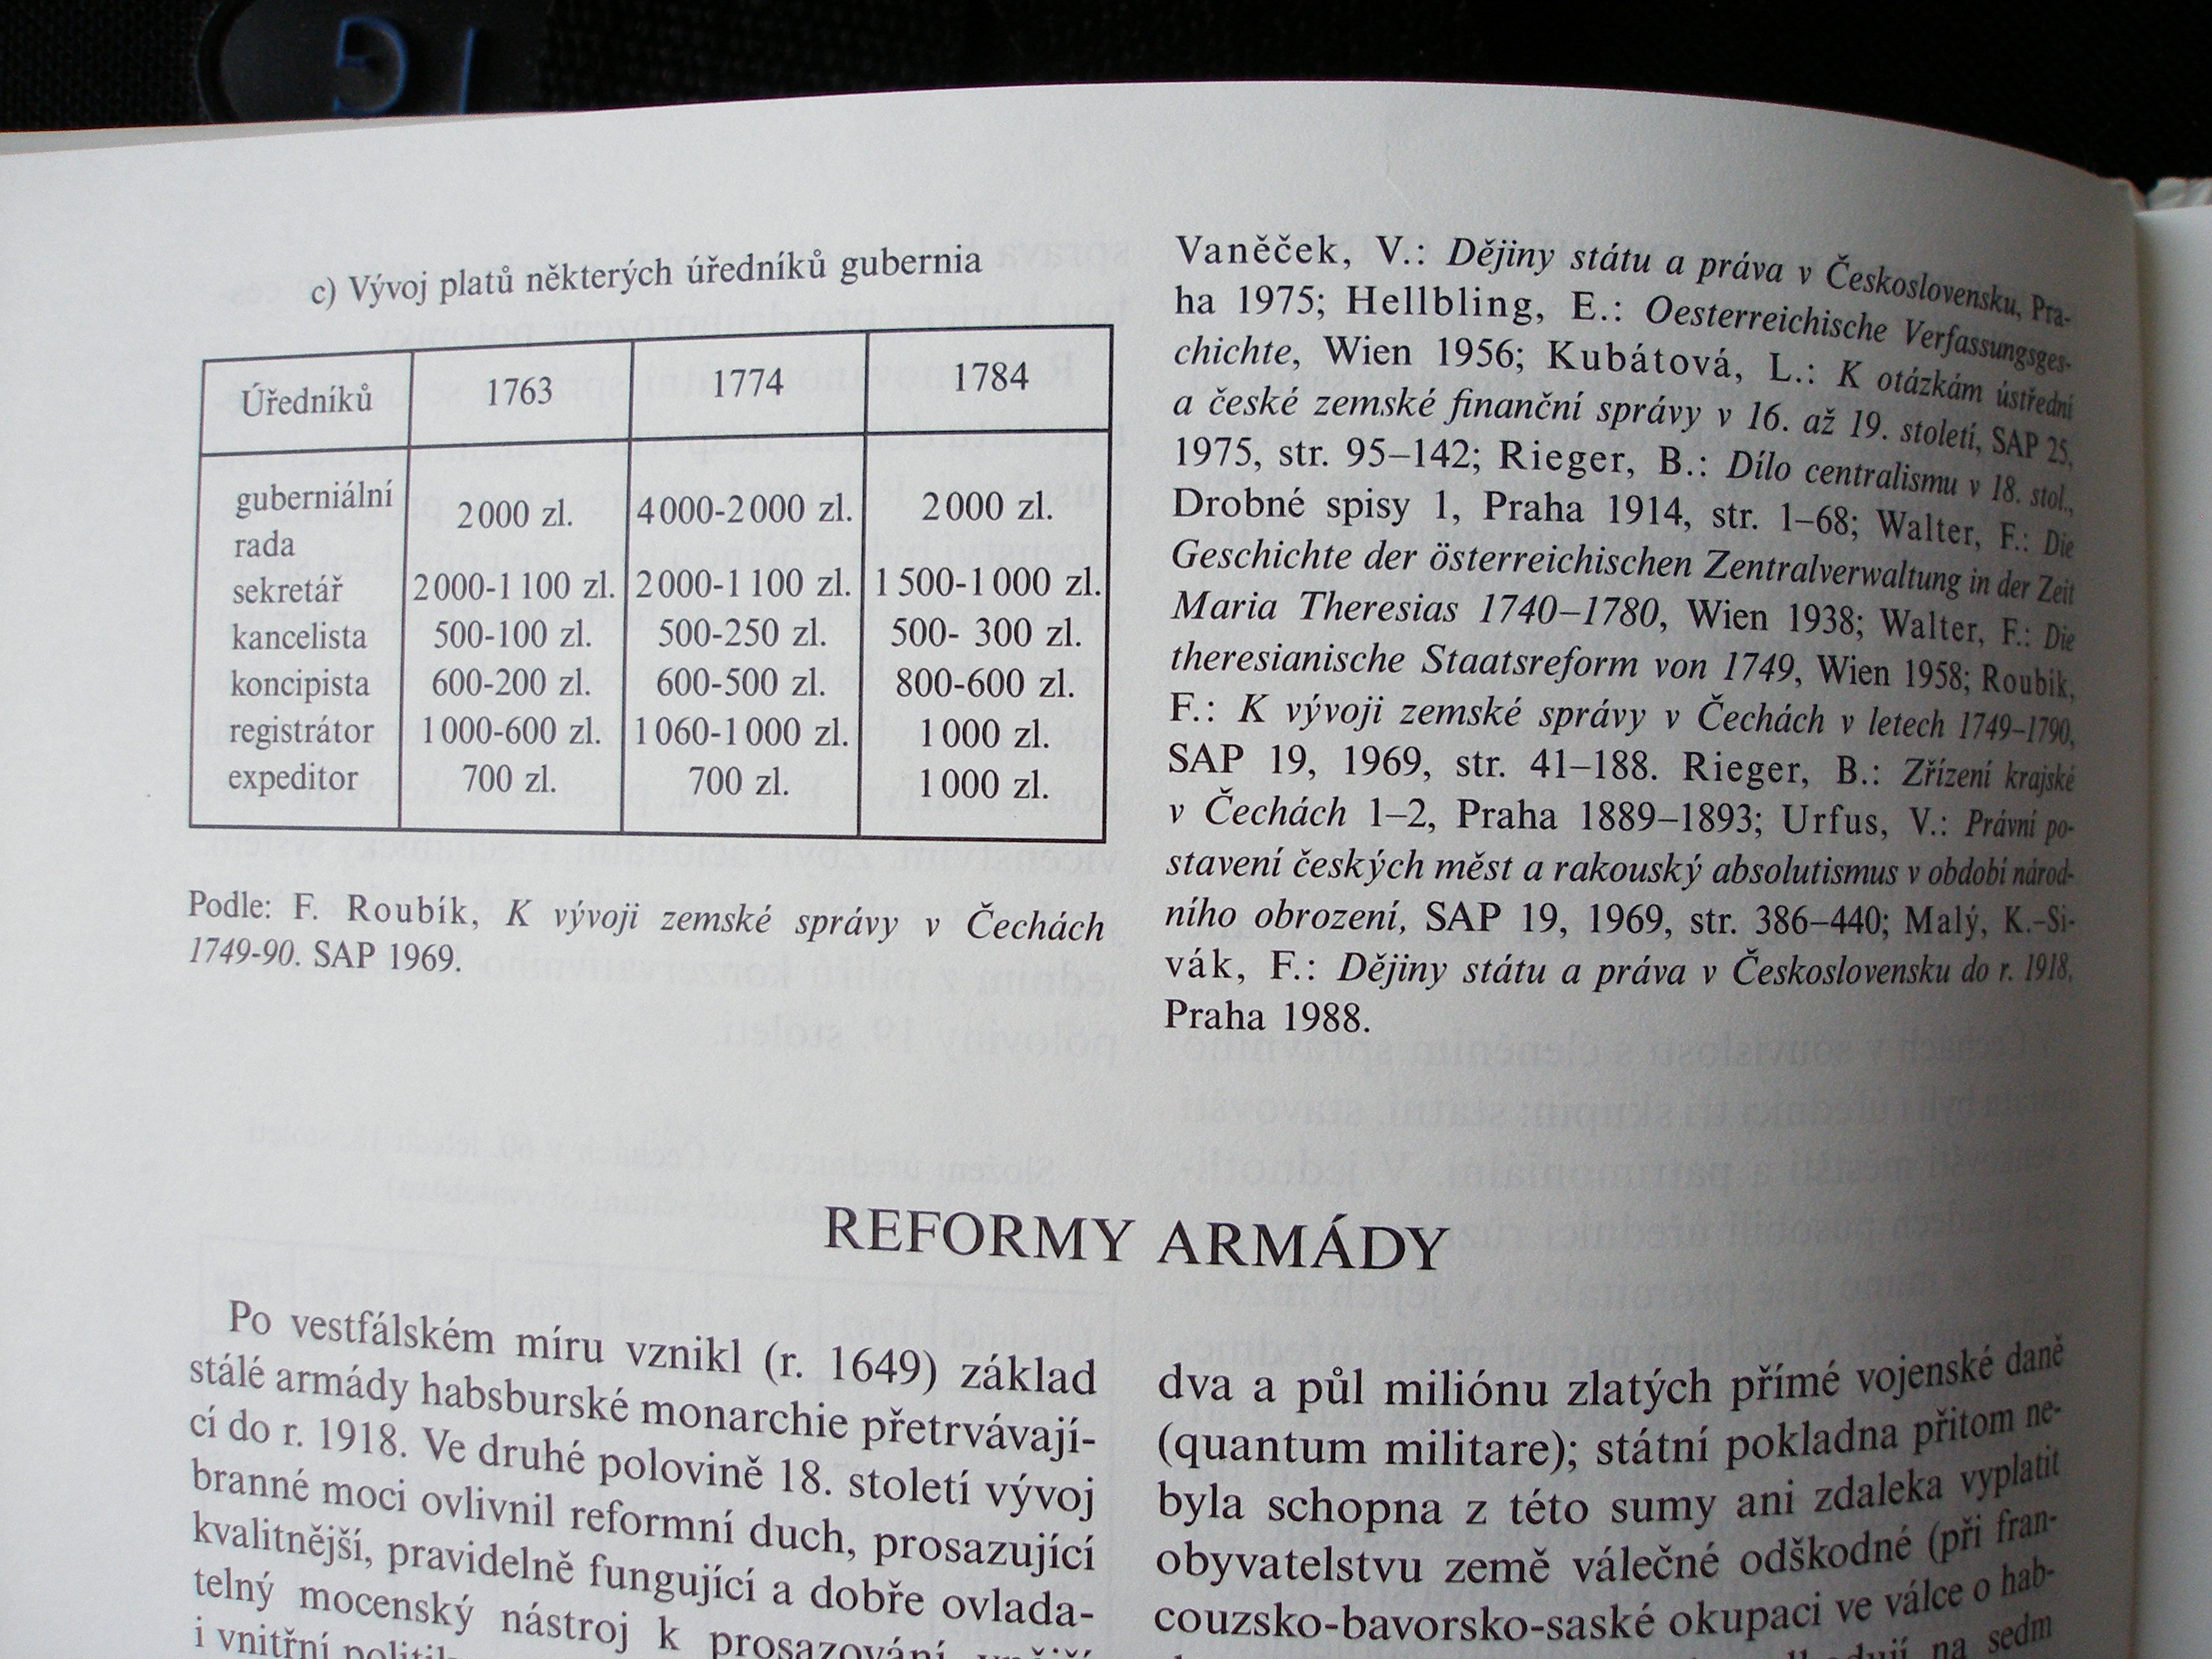 c) Vývoj platů některých úředníků gubernia
Úředníků 1763 1774 1784
guberniální rada 2000 zl. 4000-2000 zl. 2000 zl.
sekretář 2000-1100 zl. 2000-1100 zl. 1500-1000 zl.
kancelista 500-100 zl. 500-250 zl. 500- 300 zl.
koncipista 600-200 zl. 600-500 zl. 800-600 zl.
registrátor 1000-600 zl. 1060-1000 zl. 1000 zl.
expeditor 700 zl. 700 zl. 1000 zl.
Podle: F. Roubík, K vývoji zemské správy v Čechách
1749-90. SAP 1969.
Vaněček, V.: Dějiny státu a práva v Československu, Pra-
ha 1975; Hellbling, E.: Oesterreichische Verfassungsges-
chichte, Wien 1956; Kubátová, L.: K otázkám ústřední
a české zemské finanční správy v 16. až 19. století, SAP 25,
1975, str. 95–142; Rieger, B.: Dílo centralismu v 18. stol.,
Drobné spisy 1, Praha 1914, str. 1–68; Walter, F.: Die
Geschichte der österreichischen Zentralverwaltung in der Zeit
Maria Theresias 1740–1780, Wien 1938; Walter, F.: Die
theresianische Staatsreform von 1749, Wien 1958; Roubík,
F.: K vývoji zemské správy v Čechách v letech 1749–1790,
SAP 19, 1969, str. 41–188. Rieger, B.: Zřízení krajské
v Čechách 1–2, Praha 1889–1893; Urfus, V.: Právní po-
stavení českých měst a rakouský absolutismus v období národ-
ního obrození, SAP 19, 1969, str. 386–440; Malý, K.–Si-
vák, F.: Dějiny státu a práva v Československu do r. 1918,
Praha 1988.
REFORMY ARMÁDY
Po vestfálském míru vznikl (r. 1649) základ
stálé armády habsburské monarchie přetrvávají-
cí do r. 1918. Ve druhé polovině 18. století vývoj
branné moci ovlivnil reformní duch, prosazující
kvalitnější, pravidelně fungující a dobře ovlada-
telný mocenský nástroj k prosazování vnější
i vnitřní
dva a půl miliónu zlatých přímé vojenské daně
(quantum militare); státní pokladna přitom ne-
byla schopna z této sumy ani zdaleka vyplatit
obyvatelstvu země válečné odškodné (při fran-
couzsko-bavorsko-saské okupaci ve válce o hab-
na sedm